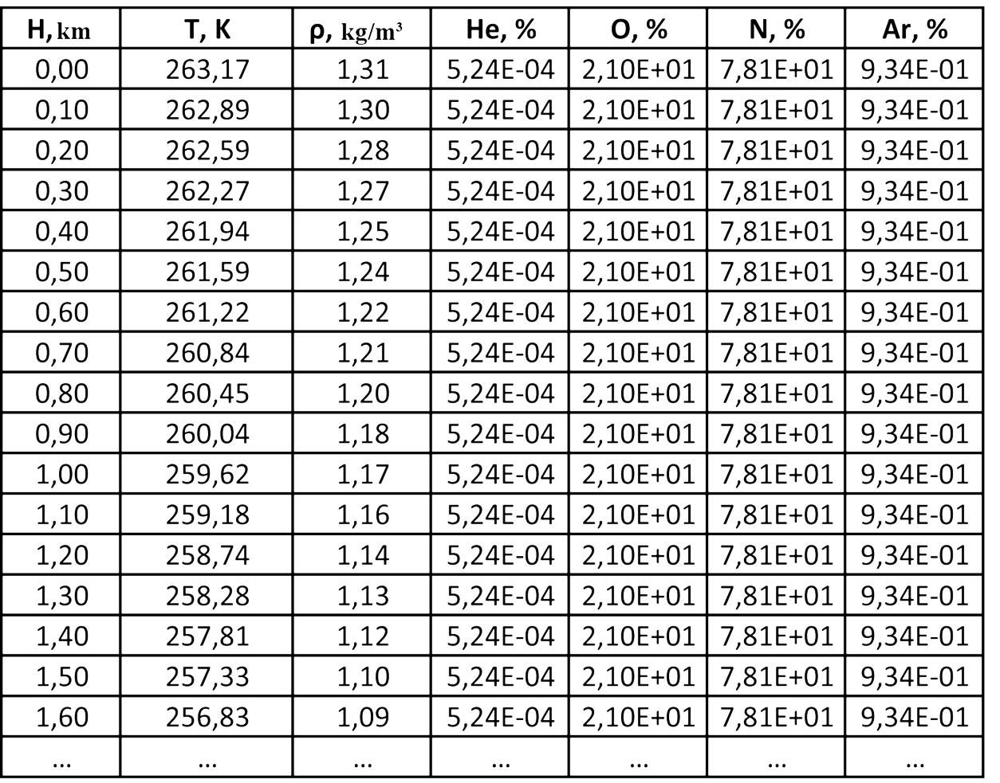 H, km T, K ρ, kg/m³ He, % O, % N, % Ar, %
0,00 263,17 1,31 5,24E-04 2,10E+01 7,81E+01 9,34E-01
0,10 262,89 1,30 5,24E-04 2,10E+01 7,81E+01 9,34E-01
0,20 262,59 1,28 5,24E-04 2,10E+01 7,81E+01 9,34E-01
0,30 262,27 1,27 5,24E-04 2,10E+01 7,81E+01 9,34E-01
0,40 261,94 1,25 5,24E-04 2,10E+01 7,81E+01 9,34E-01
0,50 261,59 1,24 5,24E-04 2,10E+01 7,81E+01 9,34E-01
0,60 261,22 1,22 5,24E-04 2,10E+01 7,81E+01 9,34E-01
0,70 260,84 1,21 5,24E-04 2,10E+01 7,81E+01 9,34E-01
0,80 260,45 1,20 5,24E-04 2,10E+01 7,81E+01 9,34E-01
0,90 260,04 1,18 5,24E-04 2,10E+01 7,81E+01 9,34E-01
1,00 259,62 1,17 5,24E-04 2,10E+01 7,81E+01 9,34E-01
1,10 259,18 1,16 5,24E-04 2,10E+01 7,81E+01 9,34E-01
1,20 258,74 1,14 5,24E-04 2,10E+01 7,81E+01 9,34E-01
1,30 258,28 1,13 5,24E-04 2,10E+01 7,81E+01 9,34E-01
1,40 257,81 1,12 5,24E-04 2,10E+01 7,81E+01 9,34E-01
1,50 257,33 1,10 5,24E-04 2,10E+01 7,81E+01 9,34E-01
1,60 256,83 1,09 5,24E-04 2,10E+01 7,81E+01 9,34E-01
... ... ... ... ... ... ...